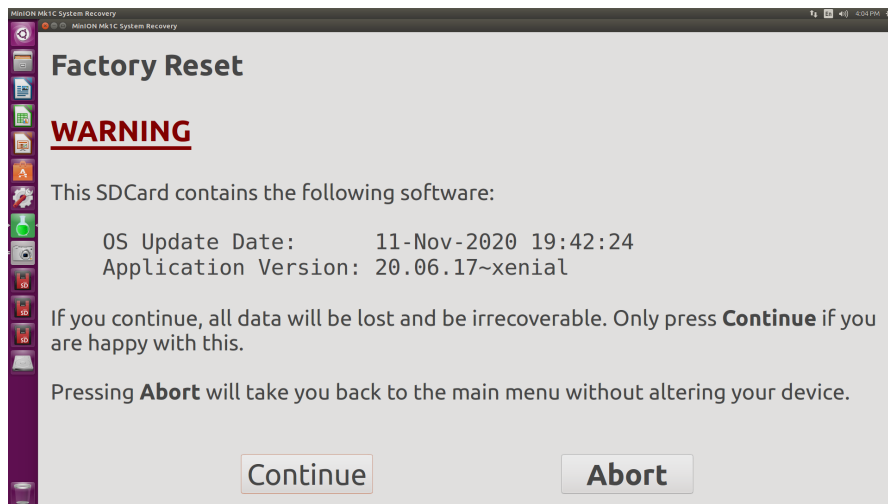 MinION Mk1C System Recovery
4:04 PM
MinION Mk1C System Recovery
Factory Reset
WARNING
This SDCard contains the following software:
OS Update Date: 11-Nov-2020 19:42:24
Application Version: 20.06.17~xenial
If you continue, all data will be lost and be irrecoverable. Only press Continue if you
are happy with this.
Pressing Abort will take you back to the main menu without altering your device.
Continue Abort